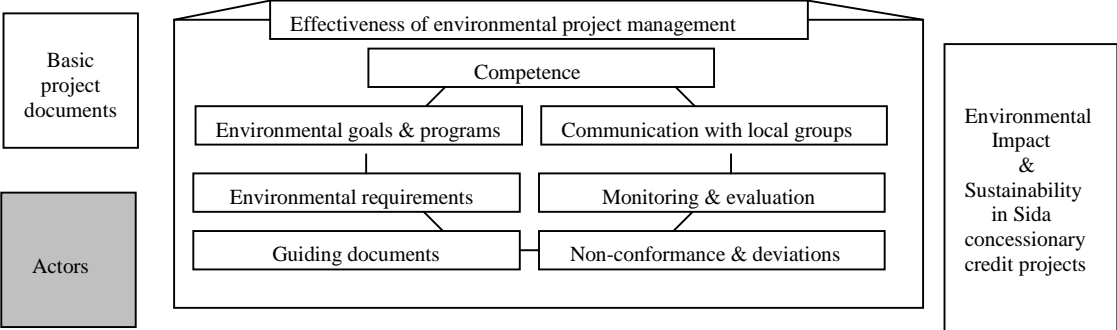 Effectiveness of environmental project management
Basic
project
documents
Actors
Competence
Environmental goals & programs
Communication with local groups
Environmental requirements
Monitoring & evaluation
Guiding documents
Non-conformance & deviations
Environmental
Impact
&
Sustainability
in Sida
concessionary
credit projects